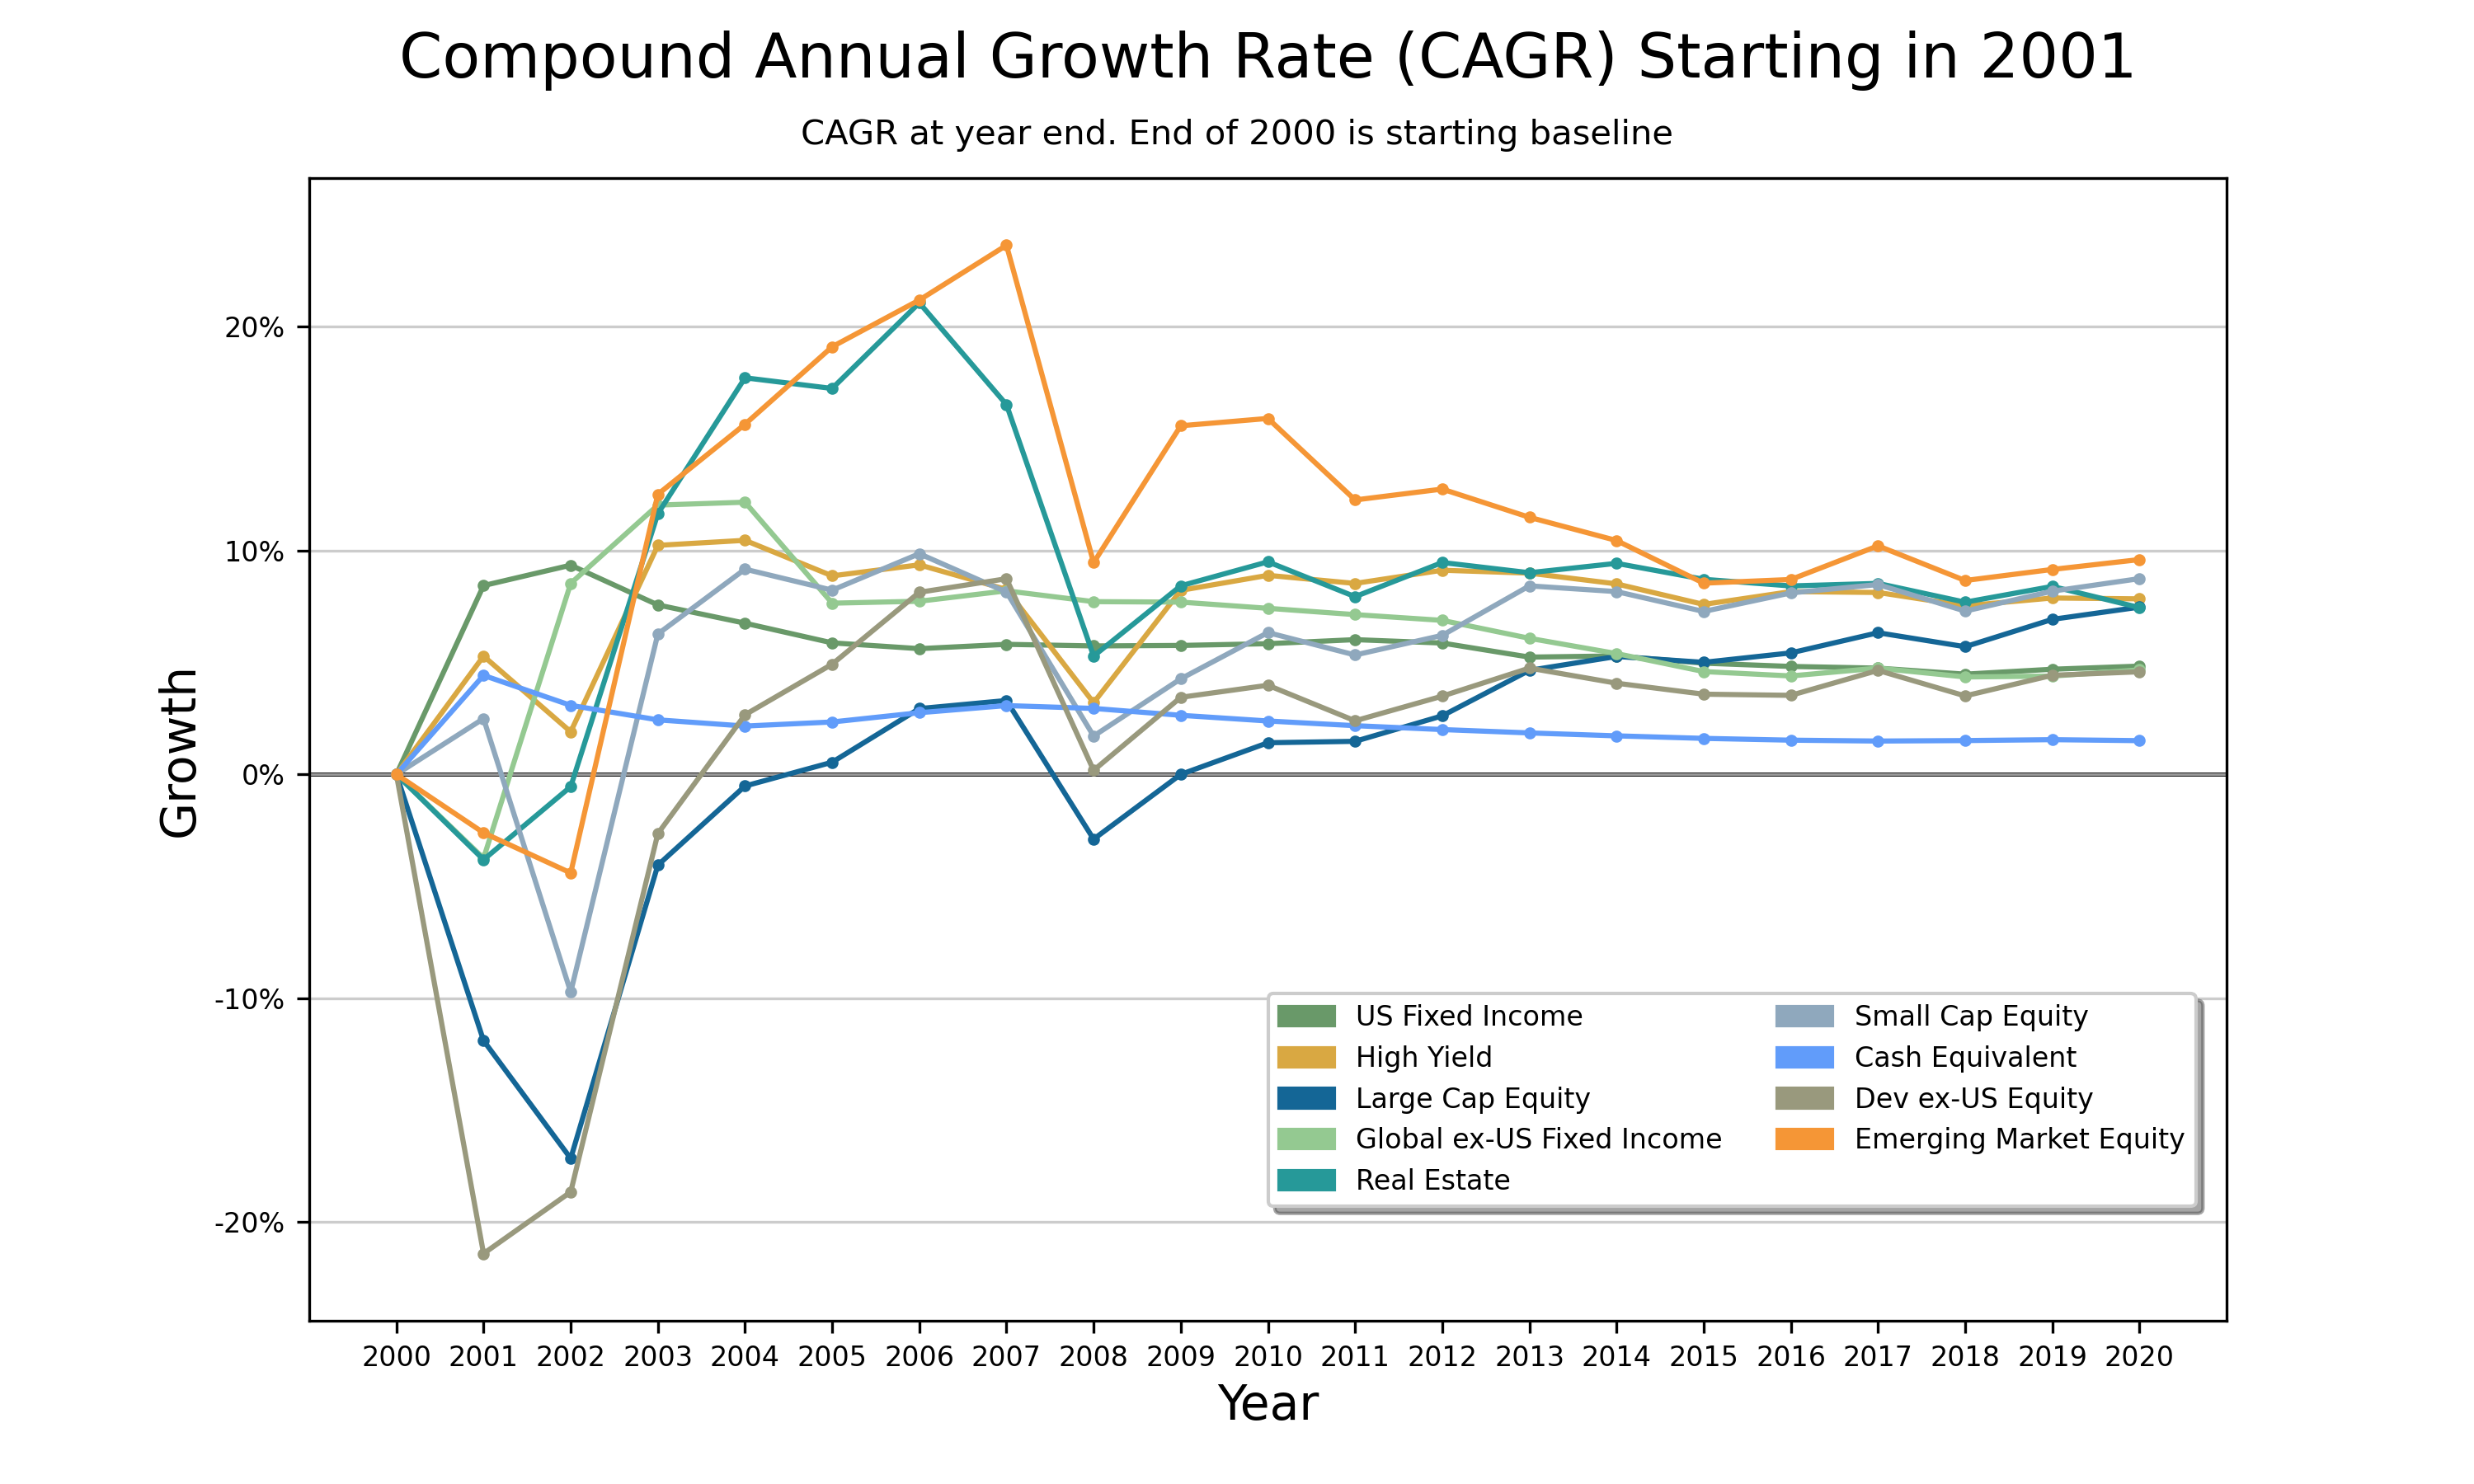 Compound Annual Growth Rate (CAGR) Starting in 2001
CAGR at year end. End of 2000 is starting baseline
Growth
20%
10%
0%
-10%
-20%
US Fixed Income
High Yield
Large Cap Equity
Global ex-US Fixed Income
Real Estate
Small Cap Equity
Cash Equivalent
Dev ex-US Equity
Emerging Market Equity
2000 2001 2002 2003 2004 2005 2006 2007 2008 2009 2010 2011 2012 2013 2014 2015 2016 2017 2018 2019 2020
Year